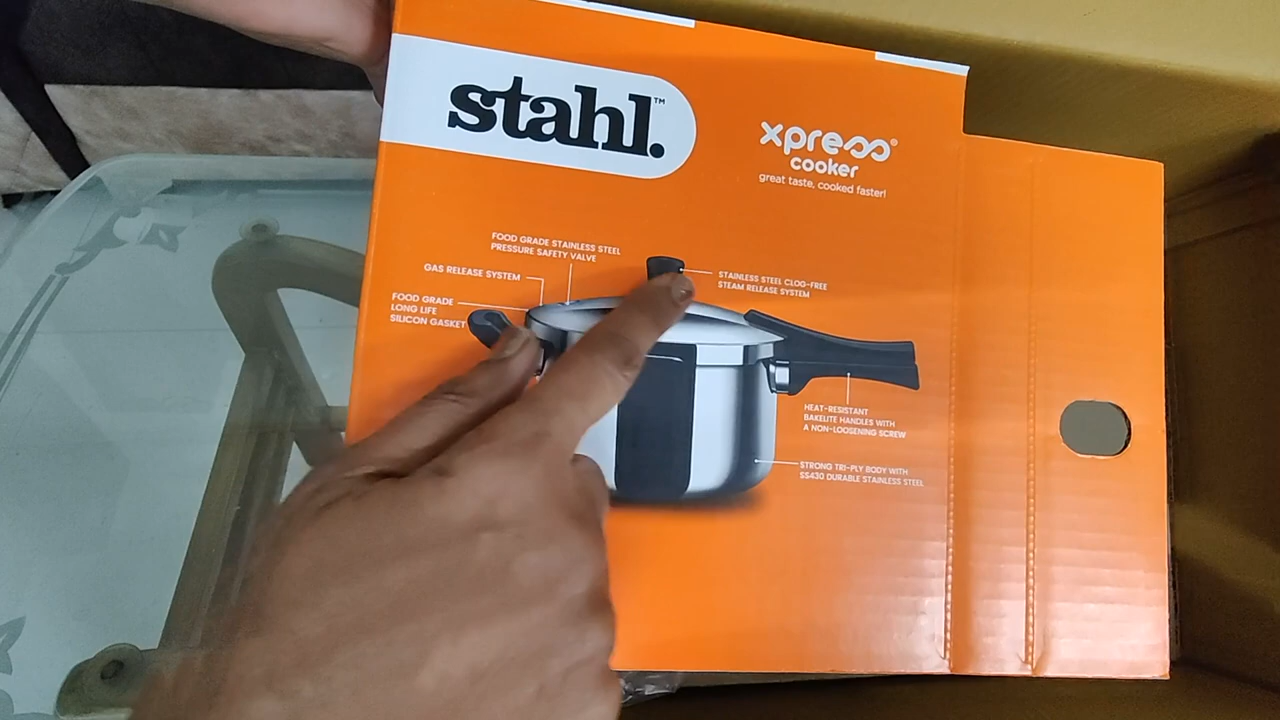 stahl.™
xpress®
cooker
great taste, cooked faster!
FOOD GRADE STAINLESS STEEL
PRESSURE SAFETY VALVE
GAS RELEASE SYSTEM
FOOD GRADE
LONG LIFE
SILICON GASKET
STAINLESS STEEL CLOG-FREE
STEAM RELEASE SYSTEM
HEAT-RESISTANT
BAKELITE HANDLES WITH
A NON-LOOSENING SCREW
STRONG TRI-PLY BODY WITH
SS430 DURABLE STAINLESS STEEL